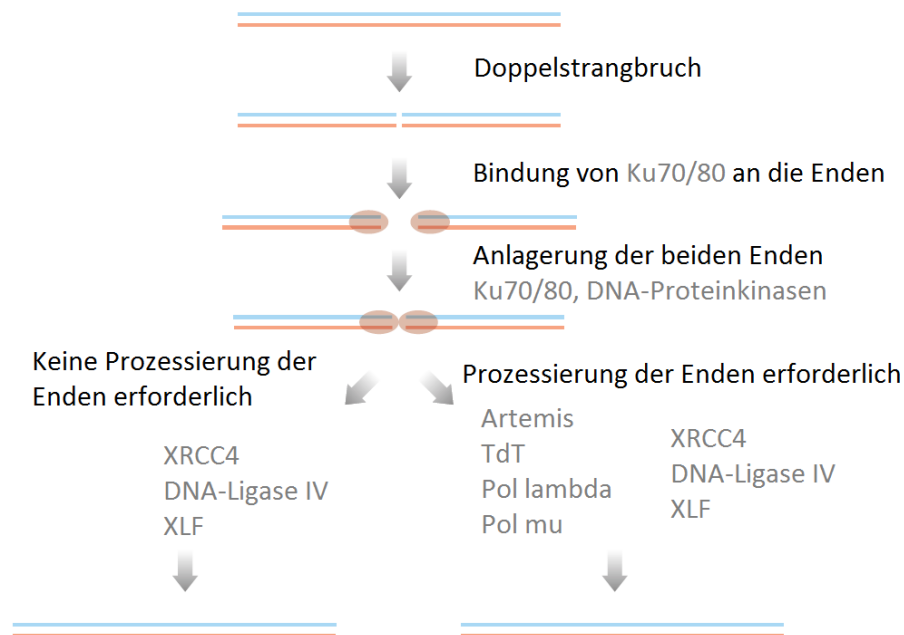 Doppelstrangbruch
Bindung von Ku70/80 an die Enden
Anlagerung der beiden Enden
Ku70/80, DNA-Proteinkinasen
Keine Prozessierung der
Enden erforderlich
XRCC4
DNA-Ligase IV
XLF
Prozessierung der Enden erforderlich
Artemis
TdT
Pol lambda
Pol mu
XRCC4
DNA-Ligase IV
XLF